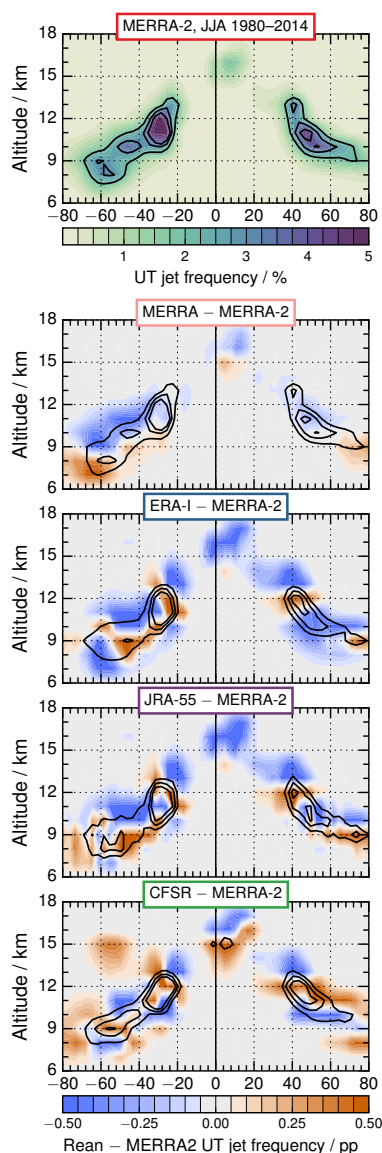 MERRA-2, JJA 1980–2014
Altitude / km
18
15
12
9
6
−80 −60 −40 −20 0 20 40 60 80
1 2 3 4 5
UT jet frequency / %
MERRA − MERRA-2
Altitude / km
18
15
12
9
6
ERA-I − MERRA-2
Altitude / km
18
15
12
9
6
JRA-55 − MERRA-2
Altitude / km
18
15
12
9
6
CFSR − MERRA-2
Altitude / km
18
15
12
9
6
−80 −60 −40 −20 0 20 40 60 80
−0.50 −0.25 0.00 0.25 0.50
Rean − MERRA2 UT jet frequency / pp